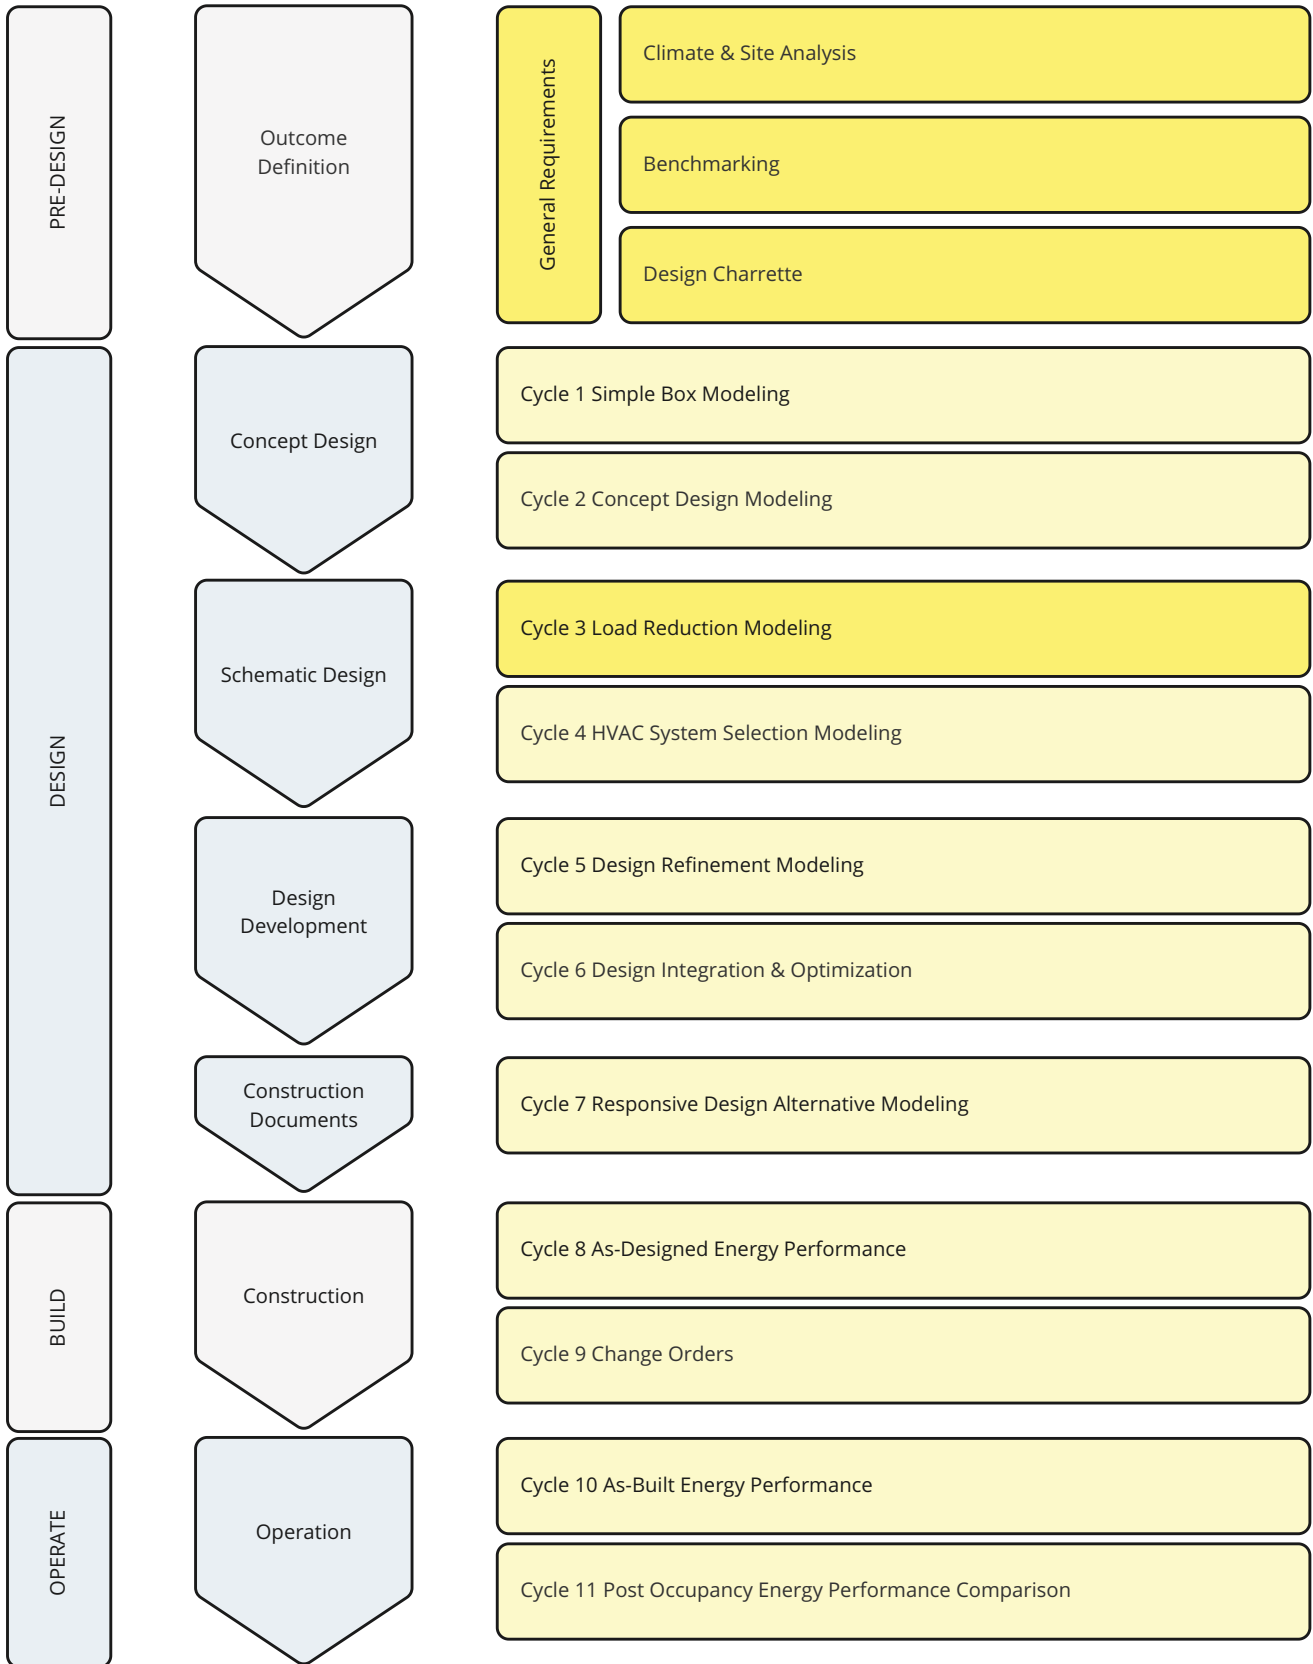 PRE-DESIGN
Outcome
Definition
General Requirements
Climate & Site Analysis
Benchmarking
Design Charrette
DESIGN
Concept Design
Cycle 1 Simple Box Modeling
Cycle 2 Concept Design Modeling
Schematic Design
Cycle 3 Load Reduction Modeling
Cycle 4 HVAC System Selection Modeling
Design
Development
Cycle 5 Design Refinement Modeling
Cycle 6 Design Integration & Optimization
Construction
Documents
Cycle 7 Responsive Design Alternative Modeling
BUILD
Construction
Cycle 8 As-Designed Energy Performance
Cycle 9 Change Orders
OPERATE
Operation
Cycle 10 As-Built Energy Performance
Cycle 11 Post Occupancy Energy Performance Comparison